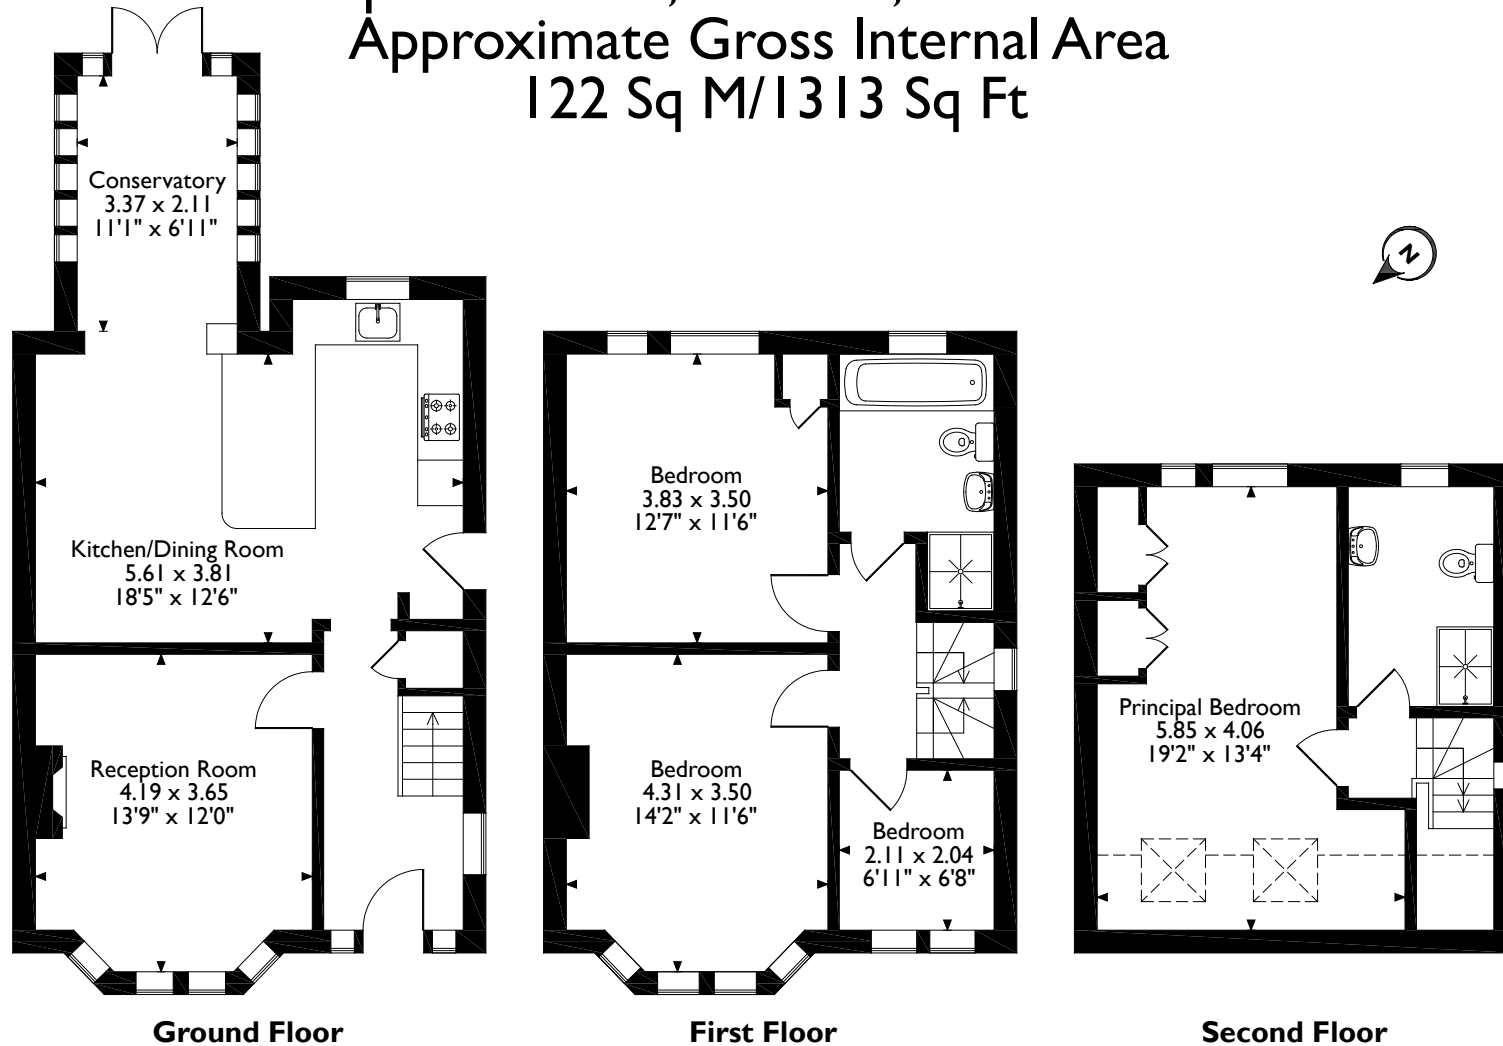 Approximate Gross Internal Area
122 Sq M/1313 Sq Ft
Conservatory
3.37 x 2.11
11'1" x 6'11"
N
Kitchen/Dining Room
5.61 x 3.81
18'5" x 12'6"
Reception Room
4.19 x 3.65
13'9" x 12'0"
Ground Floor
Bedroom
3.83 x 3.50
12'7" x 11'6"
Bedroom
4.31 x 3.50
14'2" x 11'6"
Bedroom
2.11 x 2.04
6'11" x 6'8"
First Floor
Principal Bedroom
5.85 x 4.06
19'2" x 13'4"
Second Floor